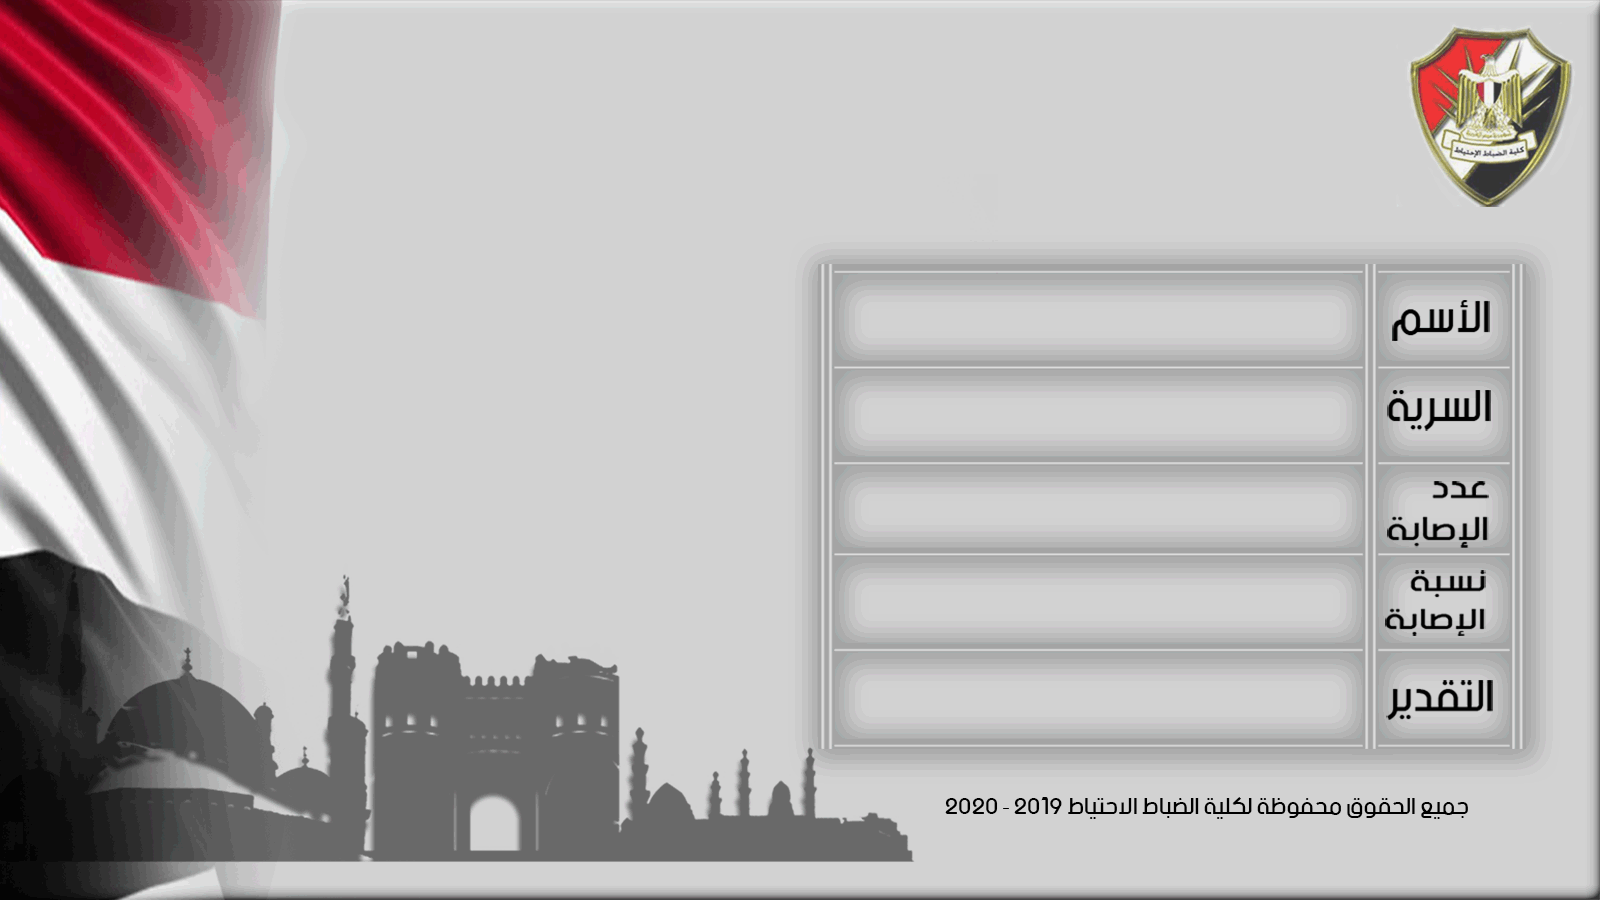 كلية الضباط الإحتياط
الأسم
السرية
عدد
الإصابة
نسبة
الإصابة
التقدير
جميع الحقوق محفوظة لكلية الضباط الاحتياط 2019 - 2020